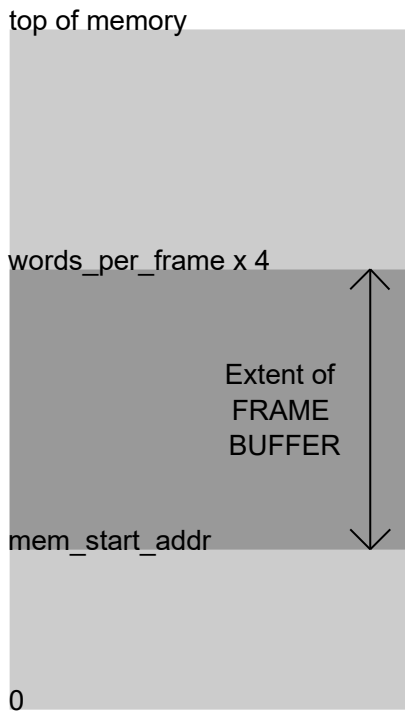 top of memory
words_per_frame x 4
Extent of
FRAME
BUFFER
mem_start_addr
0